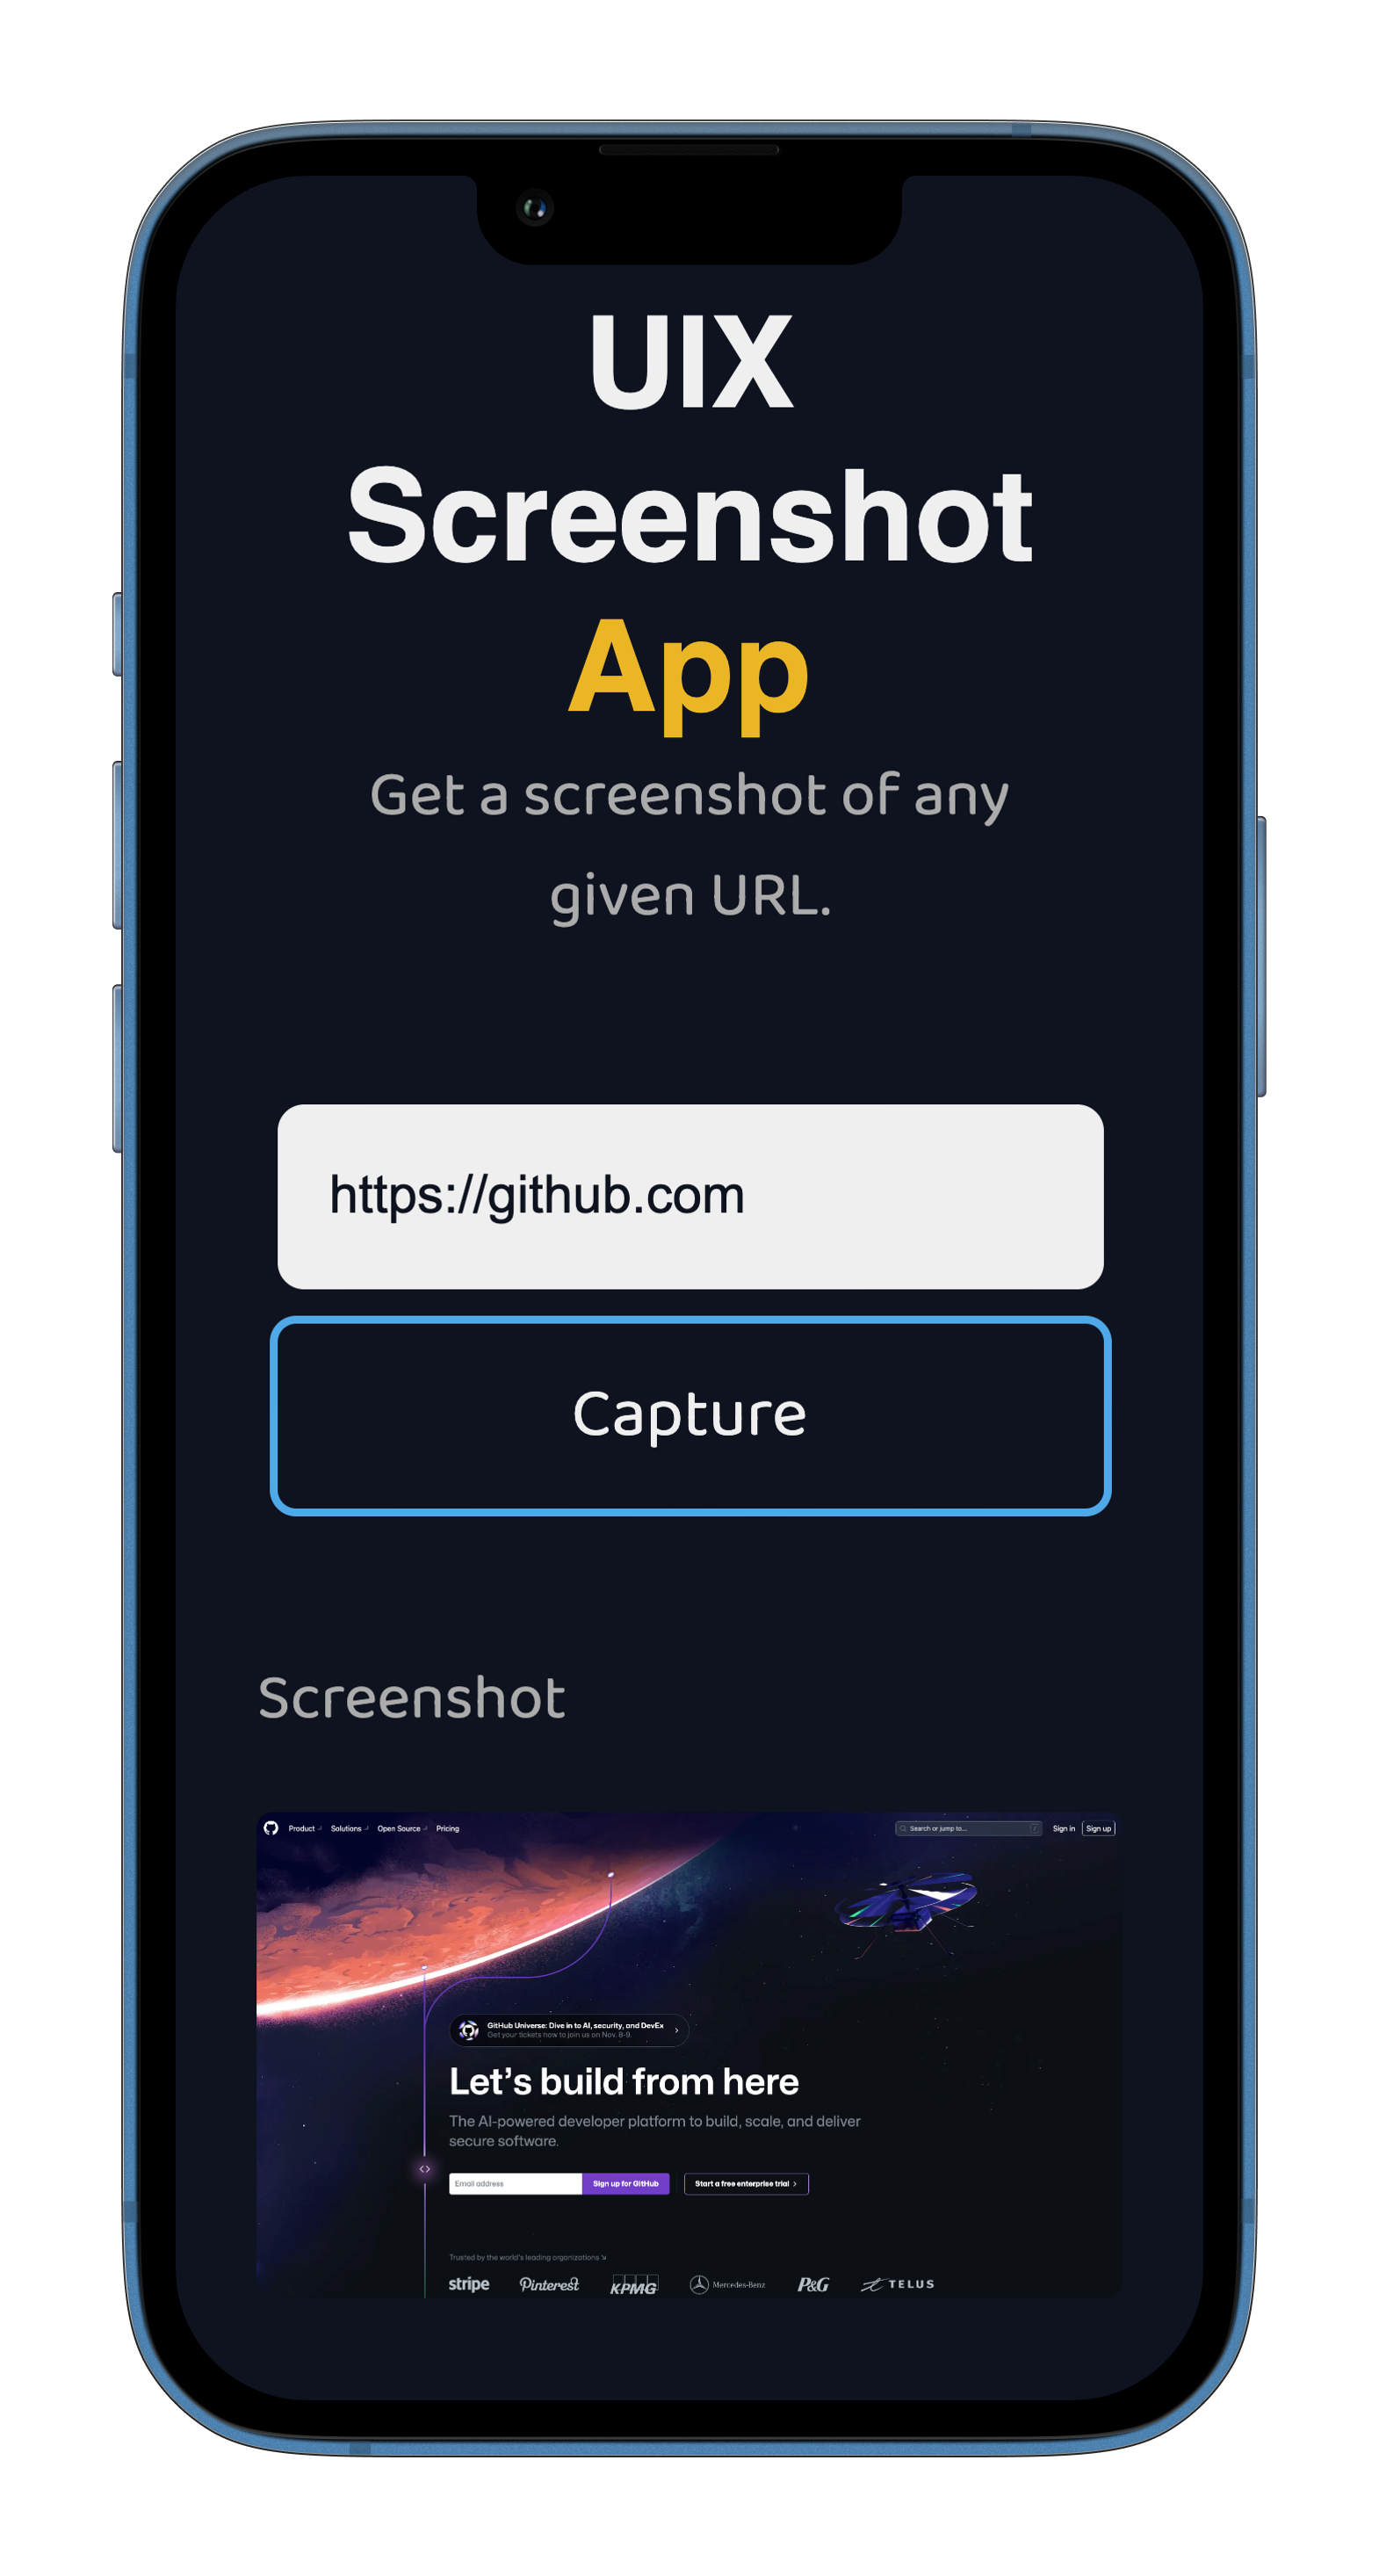 UIX
Screenshot
App
Get a screenshot of any
given URL.
https://github.com
Capture
Screenshot
Product Solutions Open Source Pricing Search or jump to... / Sign in Sign up
GitHub Universe: Dive in to AI, security, and DevEx
Get your tickets now to join us on Nov. 8-9.
Let's build from here
The AI-powered developer platform to build, scale, and deliver
secure software.
Email address Sign up for GitHub Start a free enterprise trial
Trusted by the world's leading organizations
stripe Pinterest KPMG Mercedes-Benz P&G TELUS